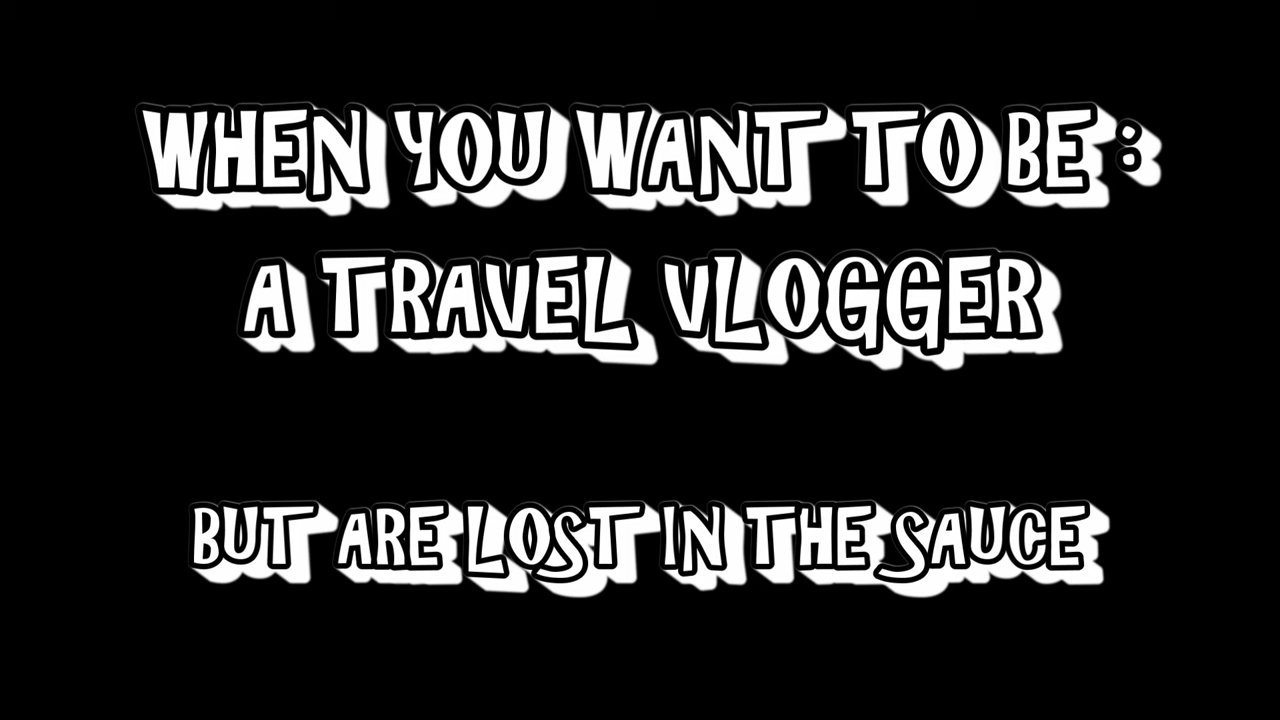 WHEN YOU WANT TO BE :
A TRAVEL VLOGGER
BUT ARE LOST IN THE SAUCE